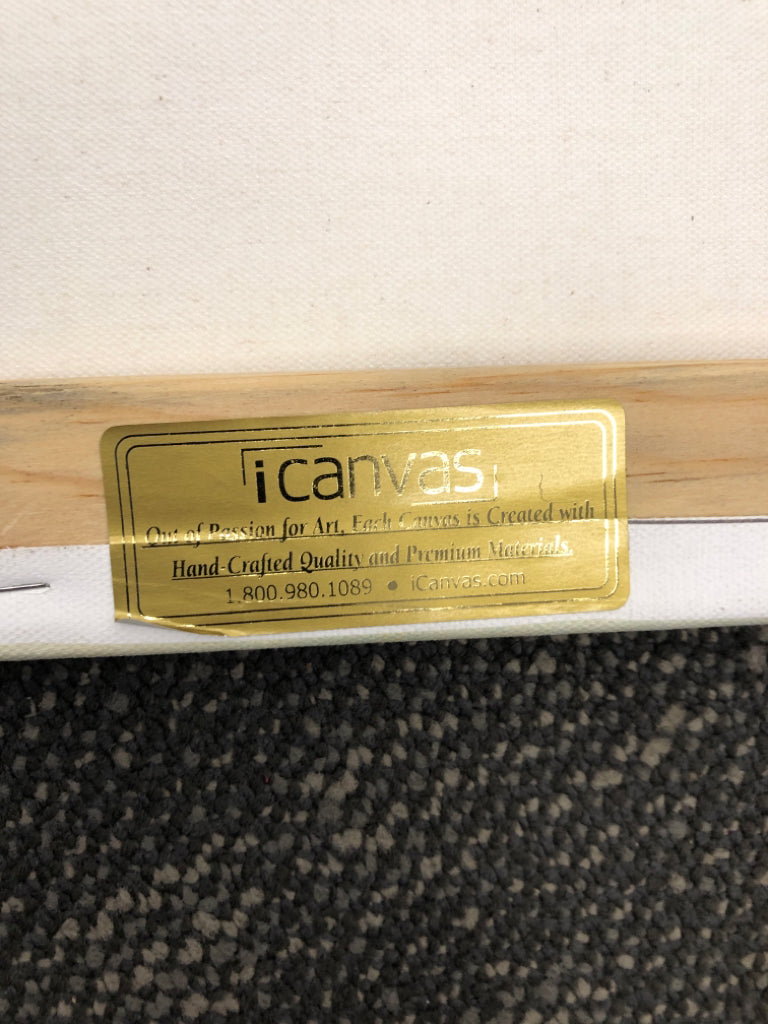 icanvas
Out of Passion for Art, Each Canvas is Created with
Hand-Crafted Quality and Premium Materials.
1.800.980.1089 • iCanvas.com